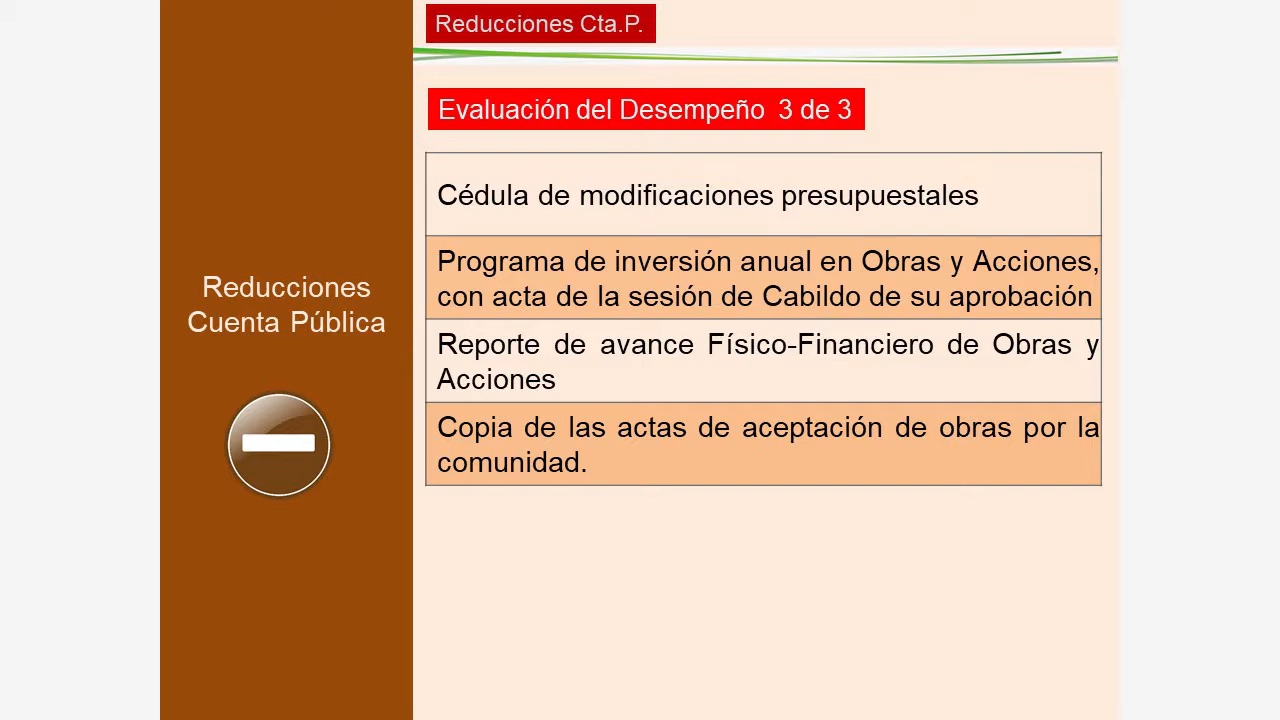 Reducciones Cta.P.
Evaluación del Desempeño 3 de 3
Reducciones
Cuenta Pública
Cédula de modificaciones presupuestales
Programa de inversión anual en Obras y Acciones,
con acta de la sesión de Cabildo de su aprobación
Reporte de avance Físico-Financiero de Obras y
Acciones
Copia de las actas de aceptación de obras por la
comunidad.